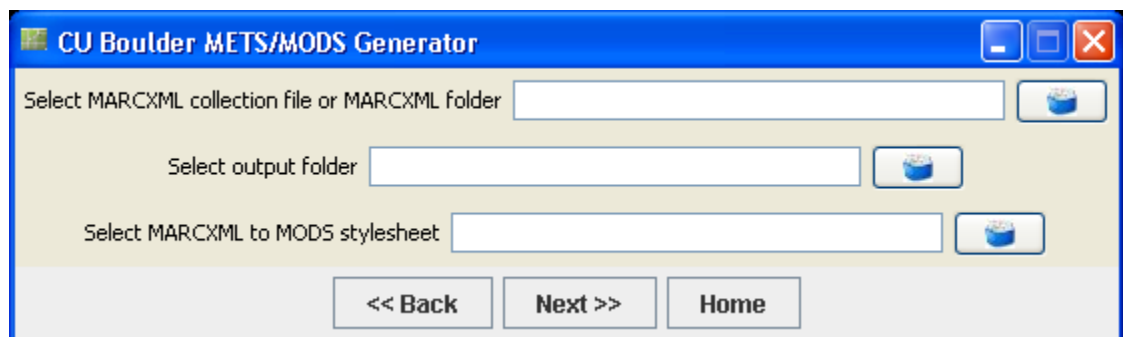 CU Boulder METS/MODS Generator
Select MARCXML collection file or MARCXML folder
Select output folder
Select MARCXML to MODS stylesheet
<< Back Next >> Home